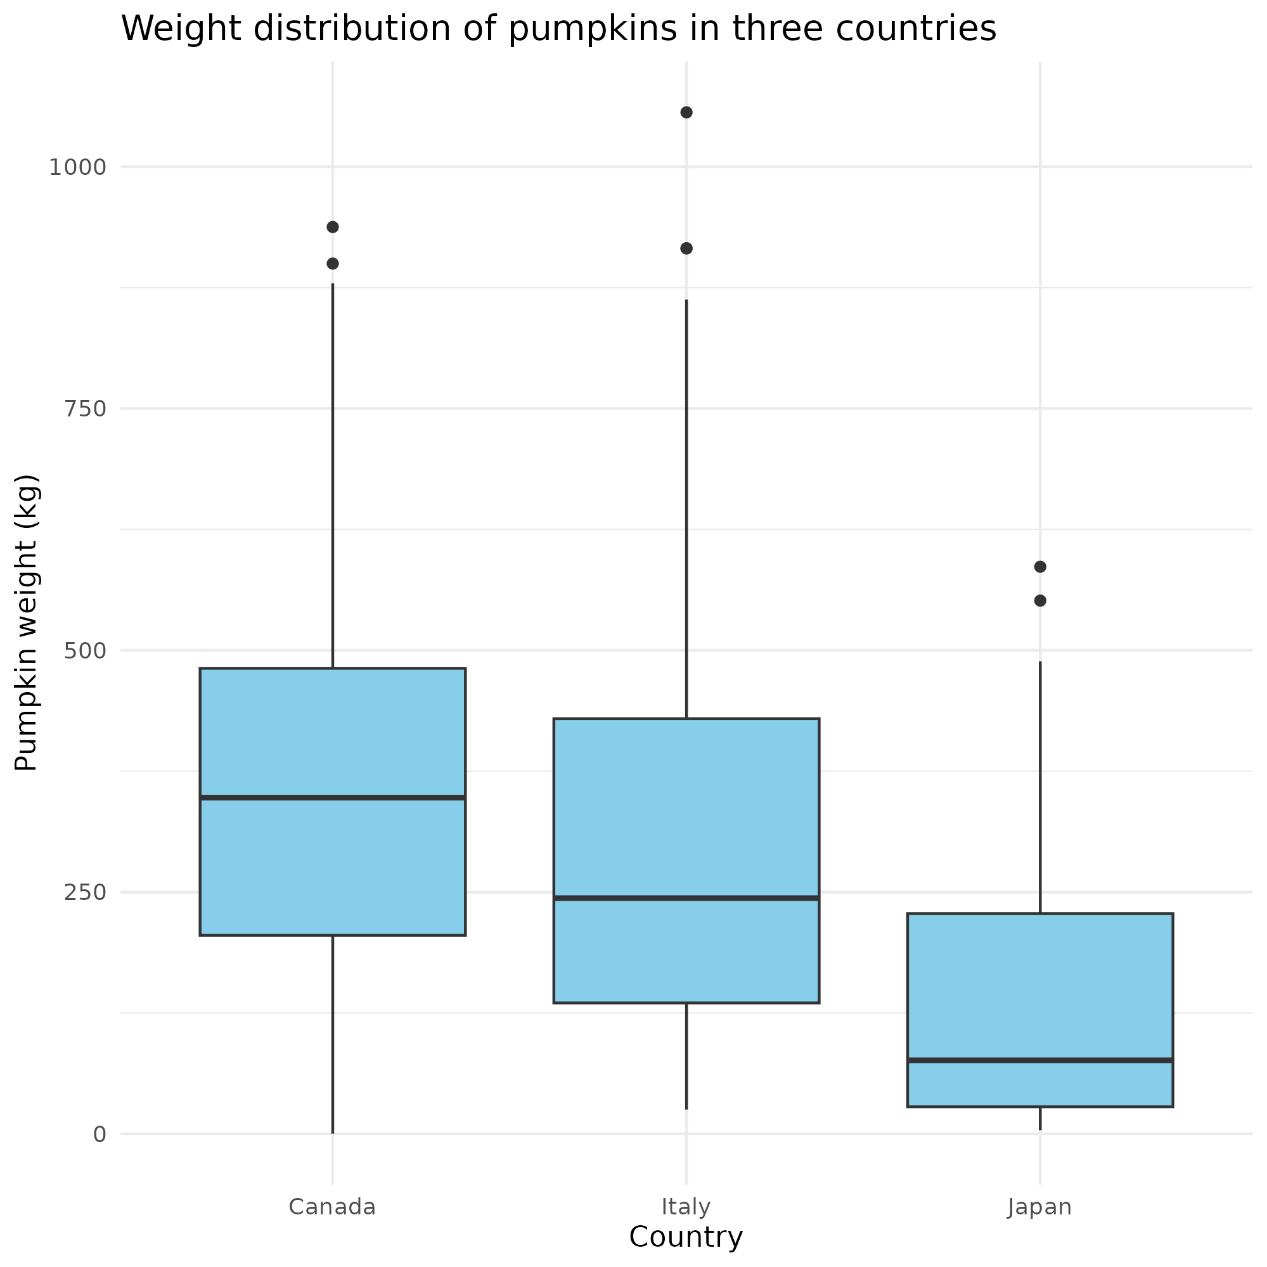 Weight distribution of pumpkins in three countries
Pumpkin weight (kg)
1000
750
500
250
0
Canada Italy Japan
Country